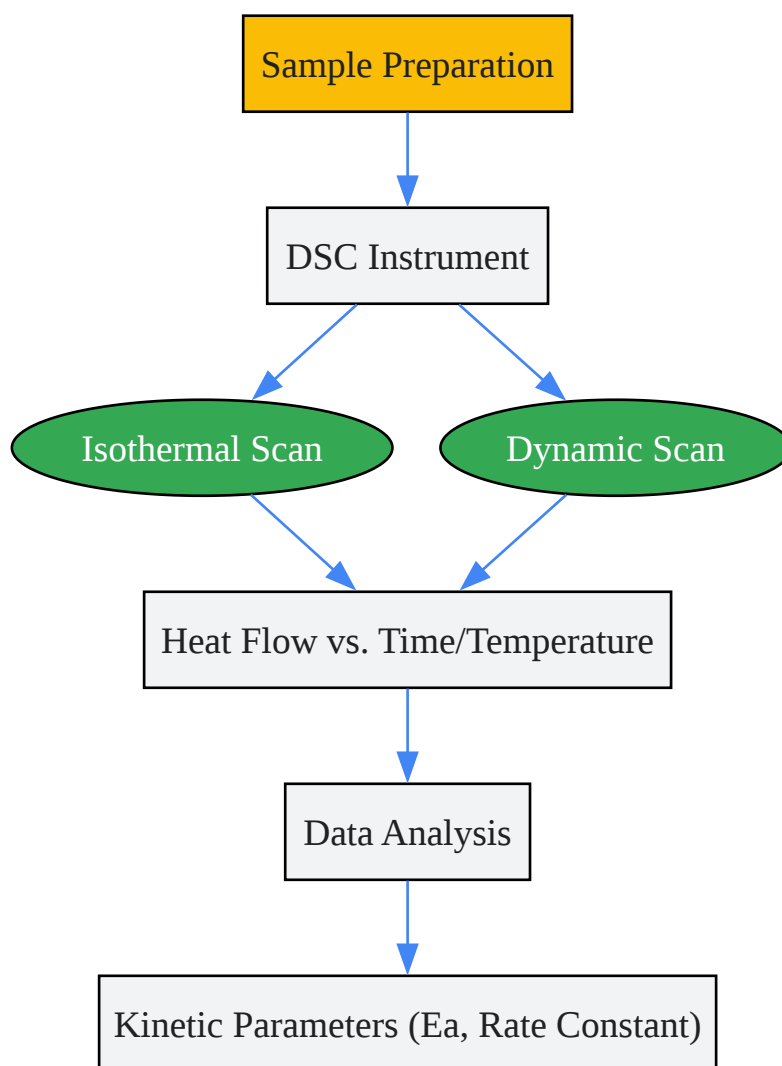 Sample Preparation
DSC Instrument
Isothermal Scan
Dynamic Scan
Heat Flow vs. Time/Temperature
Data Analysis
Kinetic Parameters (Ea, Rate Constant)